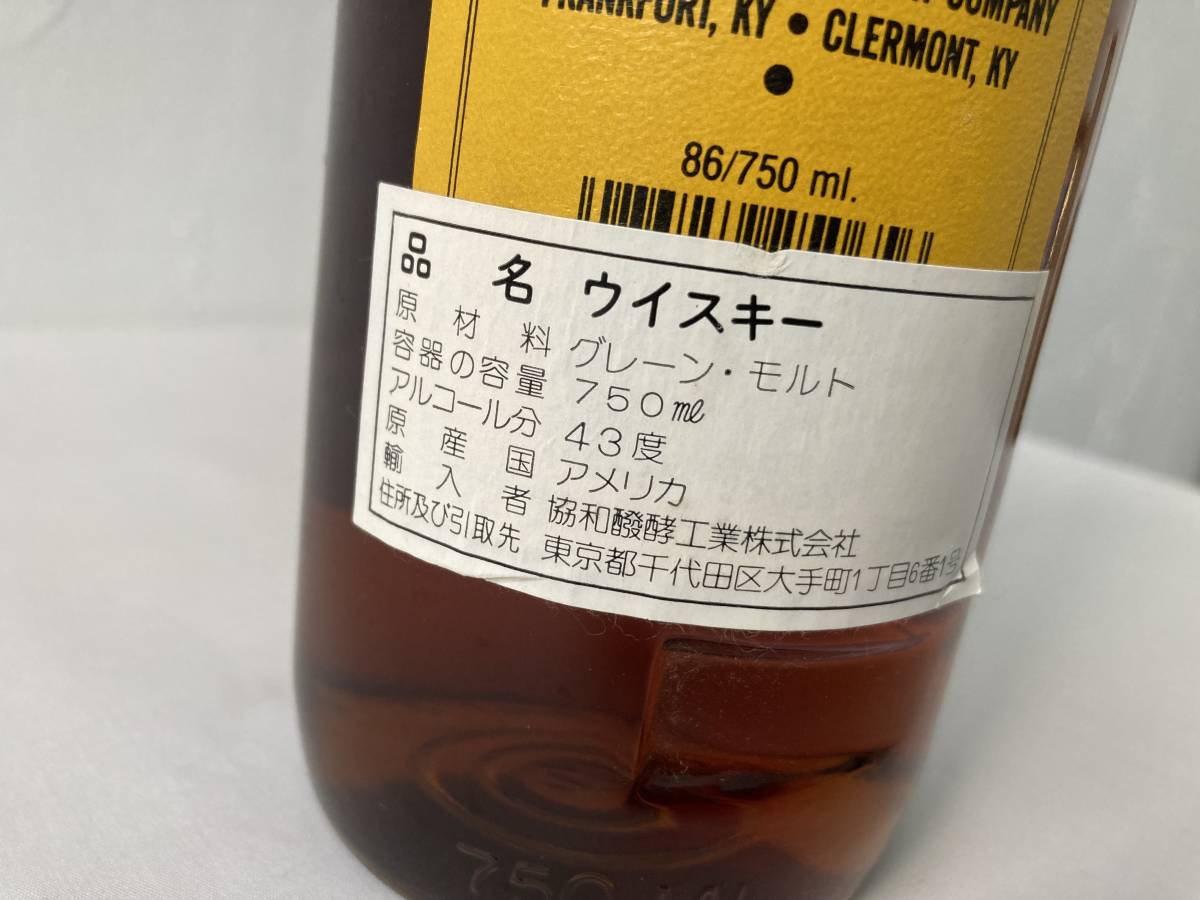 COMPANY
FRANKFORT, KY • CLERMONT, KY
•
86/750 ml.
品名 ウイスキー
原材料 グレーン・モルト
容器の容量 750㎖
アルコール分 43度
原産国 アメリカ
輸入者 協和醱酵工業株式会社
住所及び引取先 東京都千代田区大手町1丁目6番1号
750